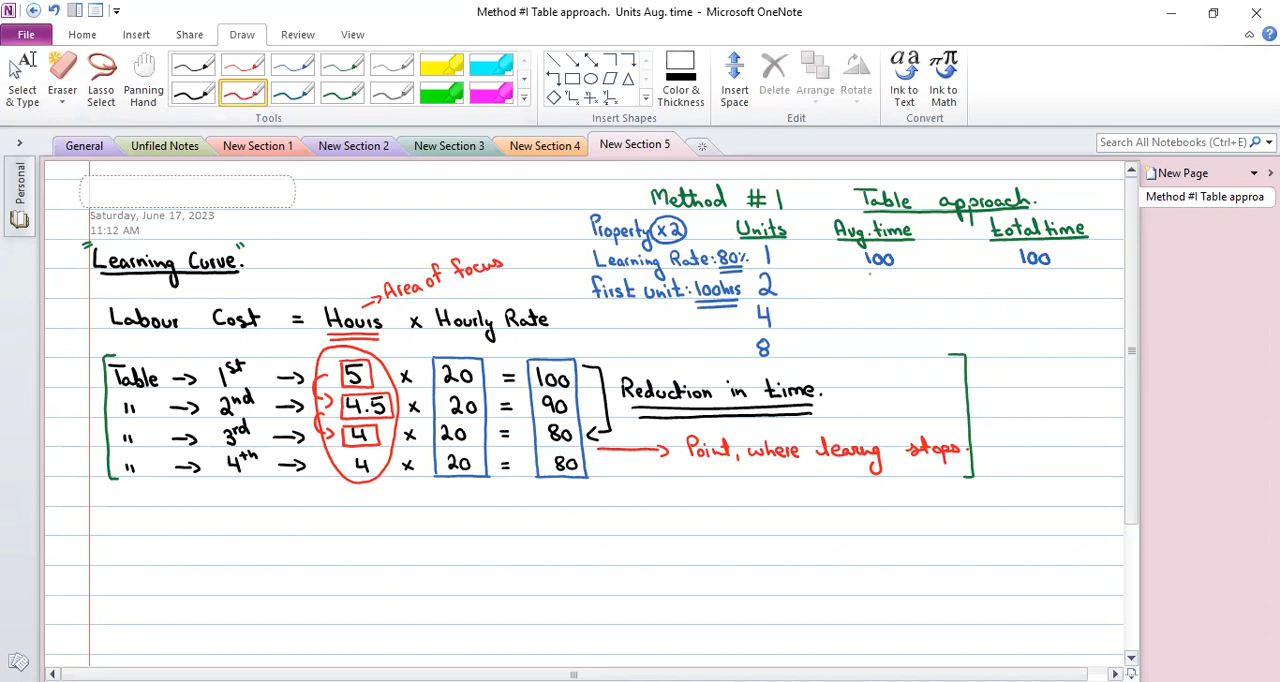 Method #I Table approach.  Units Aug. time - Microsoft OneNote
File Home Insert Share Draw Review View
Select & Type
Eraser
Lasso Select
Panning Hand
Color & Thickness
Insert Space
Delete
Arrange
Rotate
Ink to Text
Ink to Math
Tools
Insert Shapes
Edit
Convert
General
Unfiled Notes
New Section 1
New Section 2
New Section 3
New Section 4
New Section 5
Search All Notebooks (Ctrl+E)
Personal
New Page
Method #I Table approa
Saturday, June 17, 2023
11:12 AM
Method #1 Table approach.
Property ×2 Units Avg. time total time
Learning Rate: 80% 1 100 100
first unit: 100hrs 2
4
8
"Learning Curve."
→ Area of focus
Labour Cost = Hours × Hourly Rate
Table → 1st → 5 × 20 = 100
" → 2nd → 4.5 × 20 = 90
" → 3rd → 4 × 20 = 80
" → 4th → 4 × 20 = 80
Reduction in time.
→ Point, where learing stops.